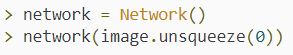 > network = Network()
> network(image.unsqueeze(0))